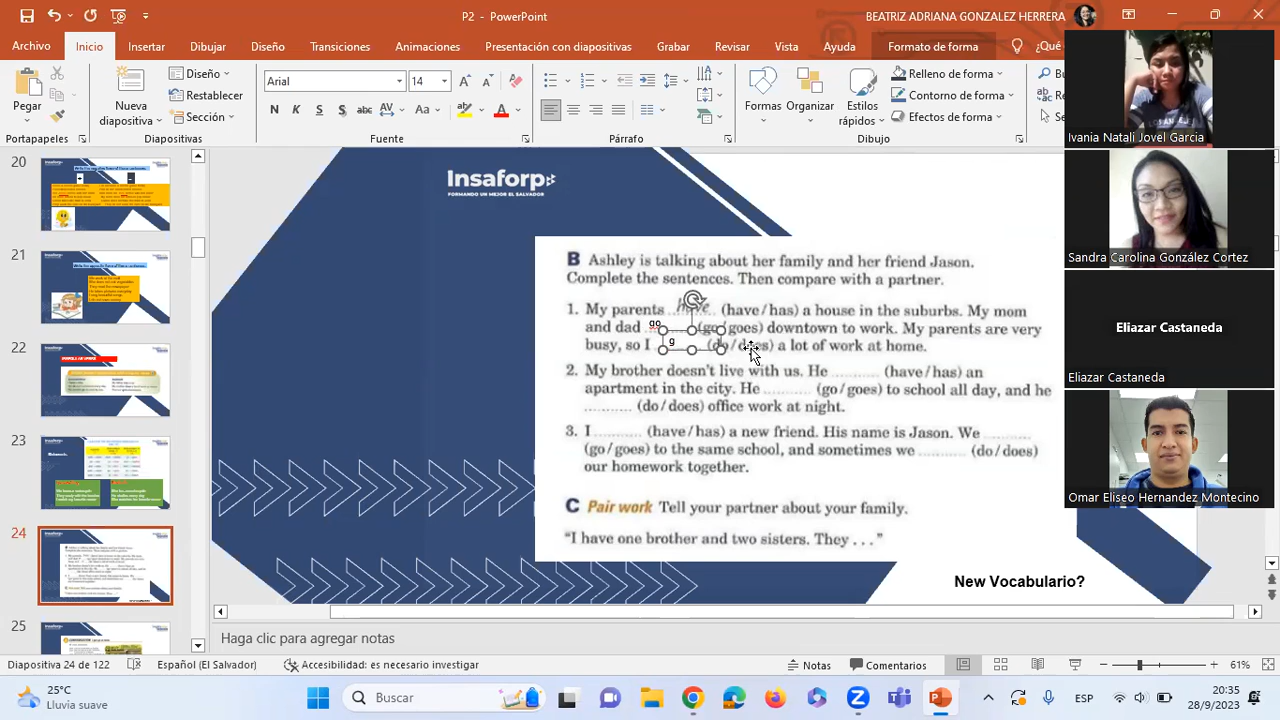 P2 - PowerPoint
BEATRIZ ADRIANA GONZALEZ HERRERA
Archivo Inicio Insertar Dibujar Diseño Transiciones Animaciones Presentación con diapositivas Grabar Revisar Vista Ayuda Formato de forma ¿Qué
Pegar
Nueva diapositiva
Diseño
Restablecer
Sección
Arial 14
N K S S abc AV Aa A
Formas Organizar Estilos rápidos
Relleno de forma
Contorno de forma
Efectos de forma
Portapapeles Diapositivas Fuente Párrafo Dibujo
20
21
22
23
24
25
Insaforp
FORMANDO UN MEJOR EL SALVADOR
B Ashley is talking about her family and her friend Jason.
Complete the sentences. Then compare with a partner.
1. My parents have (have / has) a house in the suburbs. My mom
and dad go (go goes) downtown to work. My parents are very
busy, so I g (do / does) a lot of work at home.
2. My brother doesn't live with us. He (have / has) an
apartment in the city. He (go / goes) to school all day, and he
(do / does) office work at night.
3. I (have / has) a new friend. His name is Jason. We
(go / goes) to the same school, and sometimes we (do / does)
our homework together.
C Pair work Tell your partner about your family.
"I have one brother and two sisters. They . . . "
New Vocabulario?
Ivania Natali Jovel Garcia
Sandra Carolina González Cortez
Eliazar Castaneda
Eliazar Castaneda
Omar Eliseo Hernandez Montecino
Haga clic para agregar notas
Diapositiva 24 de 122 Español (El Salvador) Accesibilidad: es necesario investigar Notas Comentarios 61%
25°C
Lluvia suave
Buscar
ESP
20:35
28/9/2023